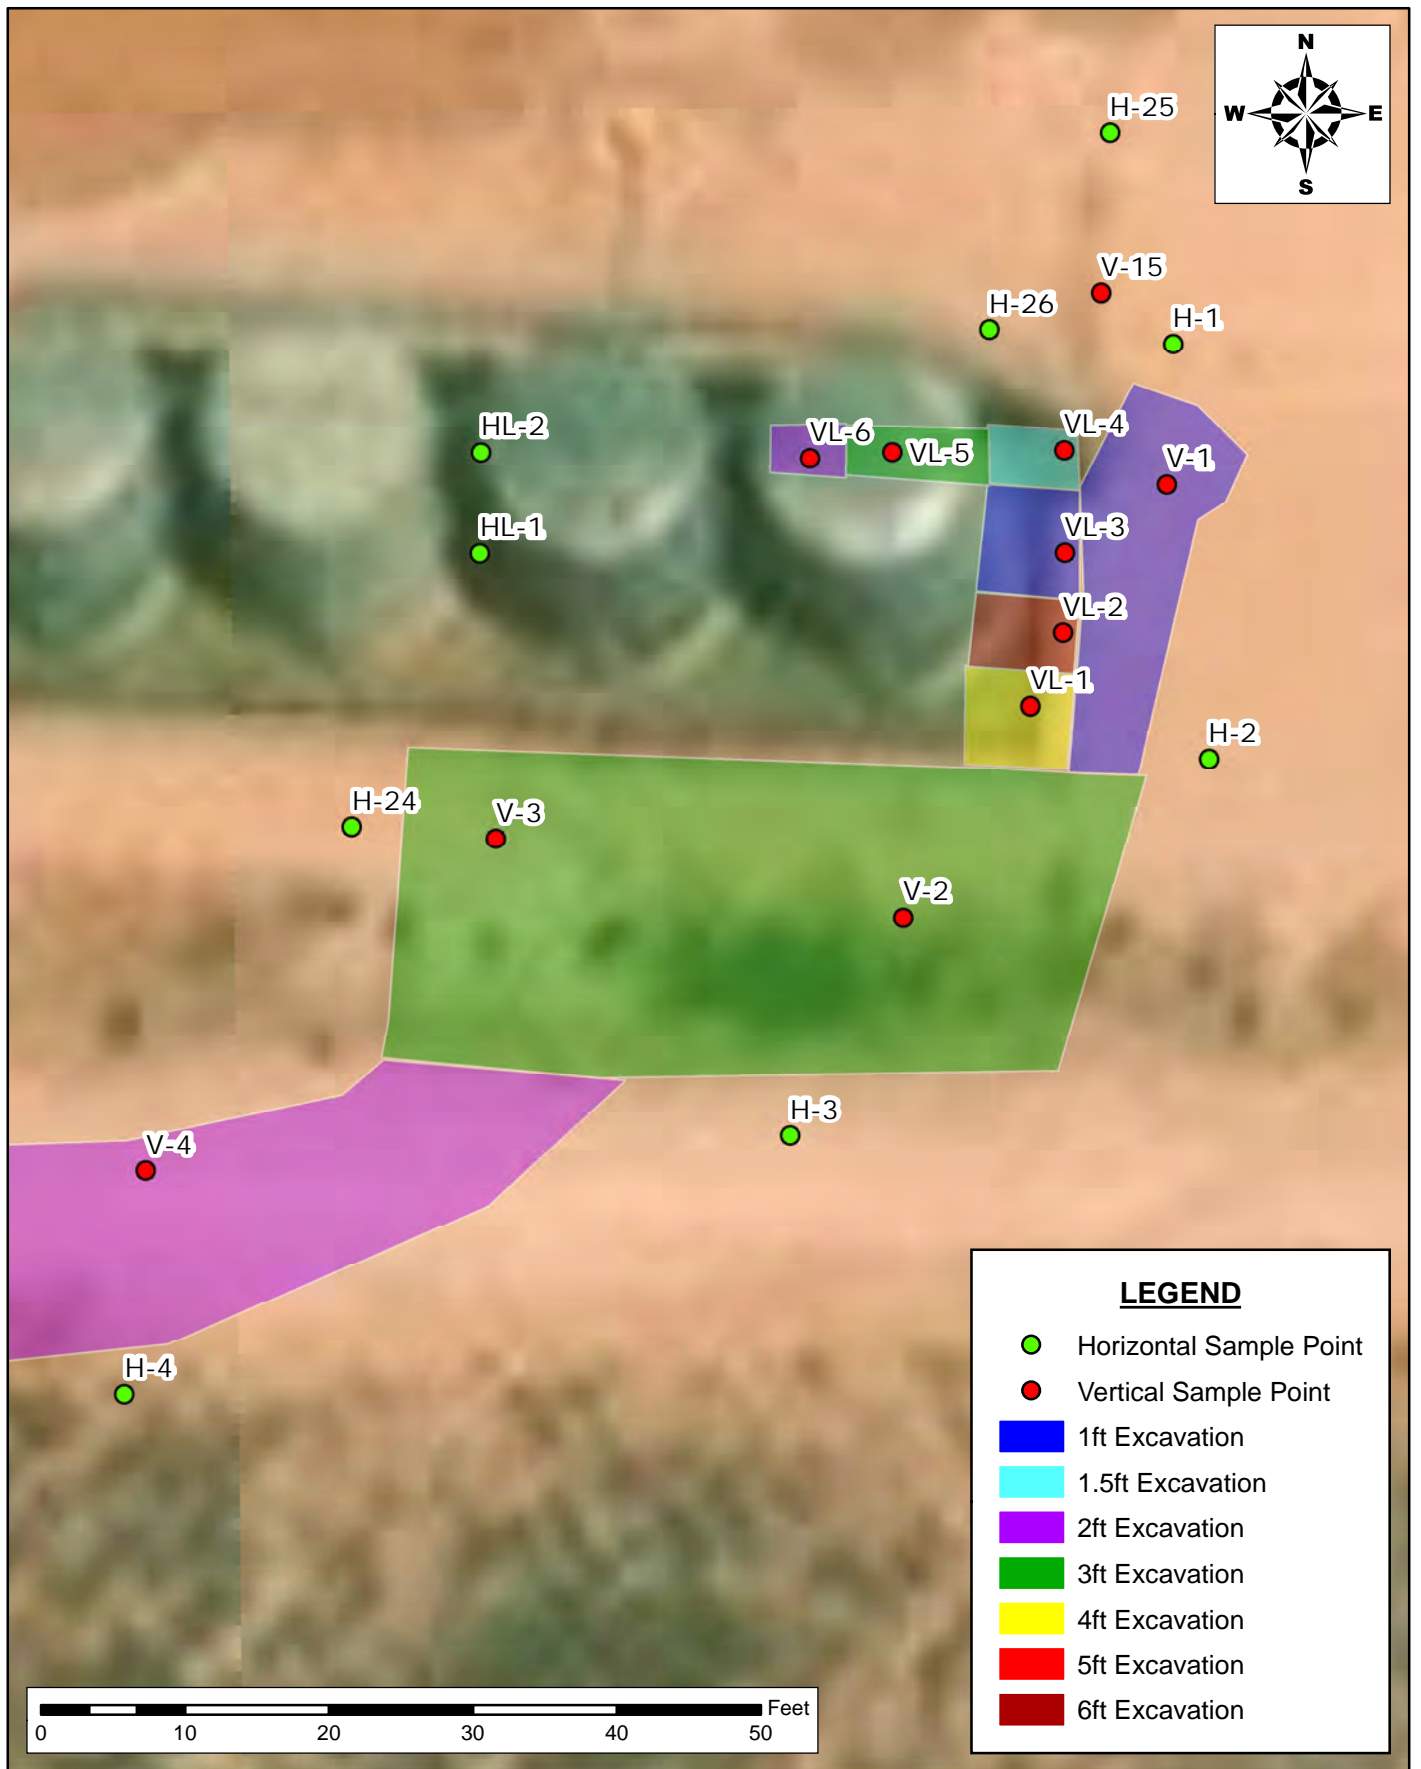 N
W E
S
H-25
V-15
H-26
H-1
HL-2
VL-6
VL-5
VL-4
V-1
HL-1
VL-3
VL-2
VL-1
H-2
H-24
V-3
V-2
H-3
V-4
H-4
LEGEND
Horizontal Sample Point
Vertical Sample Point
1ft Excavation
1.5ft Excavation
2ft Excavation
3ft Excavation
4ft Excavation
5ft Excavation
6ft Excavation
Feet
0 10 20 30 40 50